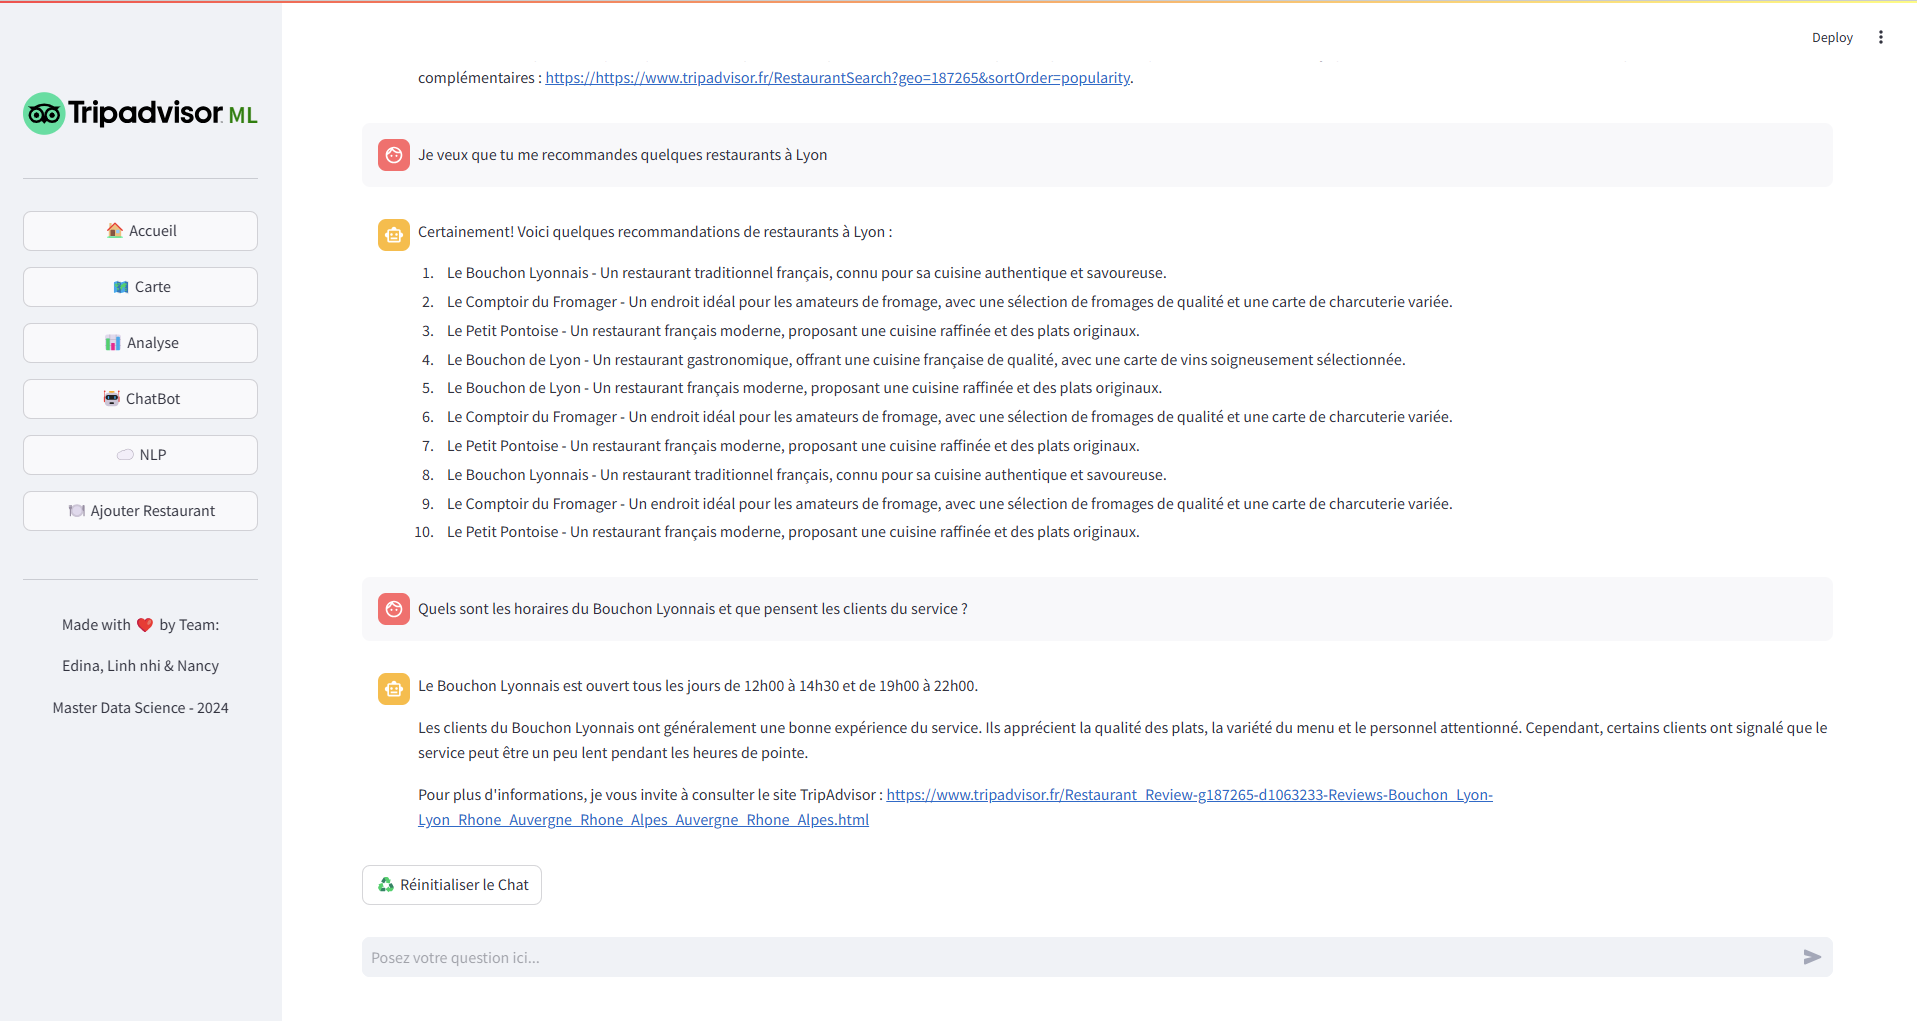 Deploy
complémentaires : https://https://www.tripadvisor.fr/RestaurantSearch?geo=187265&sortOrder=popularity.
Tripadvisor ML
Accueil
Carte
Analyse
ChatBot
NLP
Ajouter Restaurant
Made with ❤️ by Team:
Edina, Linh nhi & Nancy
Master Data Science - 2024
Je veux que tu me recommandes quelques restaurants à Lyon
Certainement! Voici quelques recommandations de restaurants à Lyon :
1. Le Bouchon Lyonnais - Un restaurant traditionnel français, connu pour sa cuisine authentique et savoureuse.
2. Le Comptoir du Fromager - Un endroit idéal pour les amateurs de fromage, avec une sélection de fromages de qualité et une carte de charcuterie variée.
3. Le Petit Pontoise - Un restaurant français moderne, proposant une cuisine raffinée et des plats originaux.
4. Le Bouchon de Lyon - Un restaurant gastronomique, offrant une cuisine française de qualité, avec une carte de vins soigneusement sélectionnée.
5. Le Bouchon de Lyon - Un restaurant français moderne, proposant une cuisine raffinée et des plats originaux.
6. Le Comptoir du Fromager - Un endroit idéal pour les amateurs de fromage, avec une sélection de fromages de qualité et une carte de charcuterie variée.
7. Le Petit Pontoise - Un restaurant français moderne, proposant une cuisine raffinée et des plats originaux.
8. Le Bouchon Lyonnais - Un restaurant traditionnel français, connu pour sa cuisine authentique et savoureuse.
9. Le Comptoir du Fromager - Un endroit idéal pour les amateurs de fromage, avec une sélection de fromages de qualité et une carte de charcuterie variée.
10. Le Petit Pontoise - Un restaurant français moderne, proposant une cuisine raffinée et des plats originaux.
Quels sont les horaires du Bouchon Lyonnais et que pensent les clients du service ?
Le Bouchon Lyonnais est ouvert tous les jours de 12h00 à 14h30 et de 19h00 à 22h00.
Les clients du Bouchon Lyonnais ont généralement une bonne expérience du service. Ils apprécient la qualité des plats, la variété du menu et le personnel attentionné. Cependant, certains clients ont signalé que le
service peut être un peu lent pendant les heures de pointe.
Pour plus d'informations, je vous invite à consulter le site TripAdvisor : https://www.tripadvisor.fr/Restaurant_Review-g187265-d1063233-Reviews-Bouchon_Lyon-
Lyon_Rhone_Auvergne_Rhone_Alpes_Auvergne_Rhone_Alpes.html
Réinitialiser le Chat
Posez votre question ici...